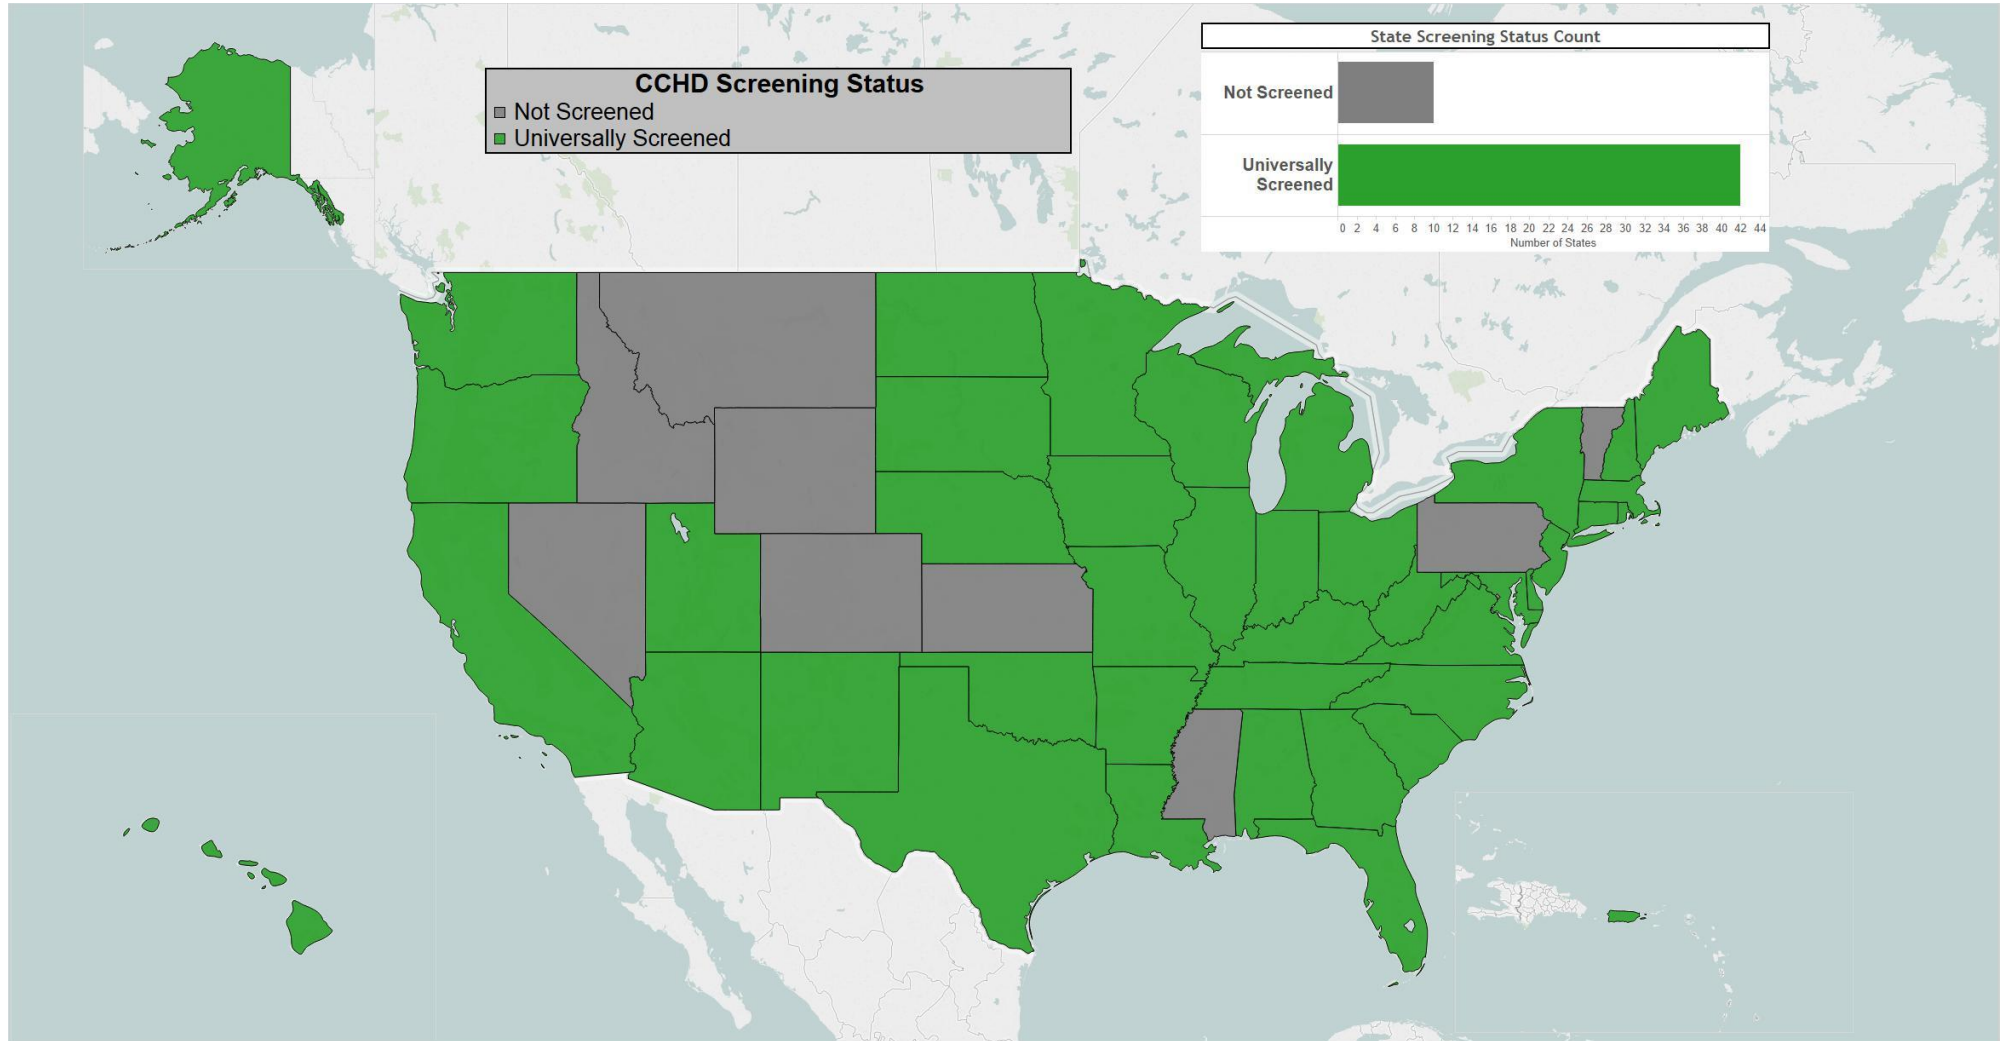 State Screening Status Count
CCHD Screening Status
Not Screened
Universally Screened
Not Screened
Universally
Screened
0 2 4 6 8 10 12 14 16 18 20 22 24 26 28 30 32 34 36 38 40 42 44
Number of States